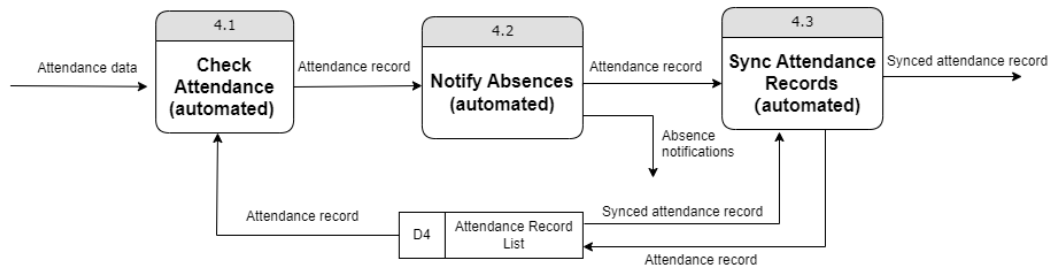 4.1
Check
Attendance
(automated)
4.2
Notify Absences
(automated)
4.3
Sync Attendance
Records
(automated)
Attendance data
Attendance record
Attendance record
Synced attendance record
Absence
notifications
Attendance record
D4
Attendance Record
List
Synced attendance record
Attendance record